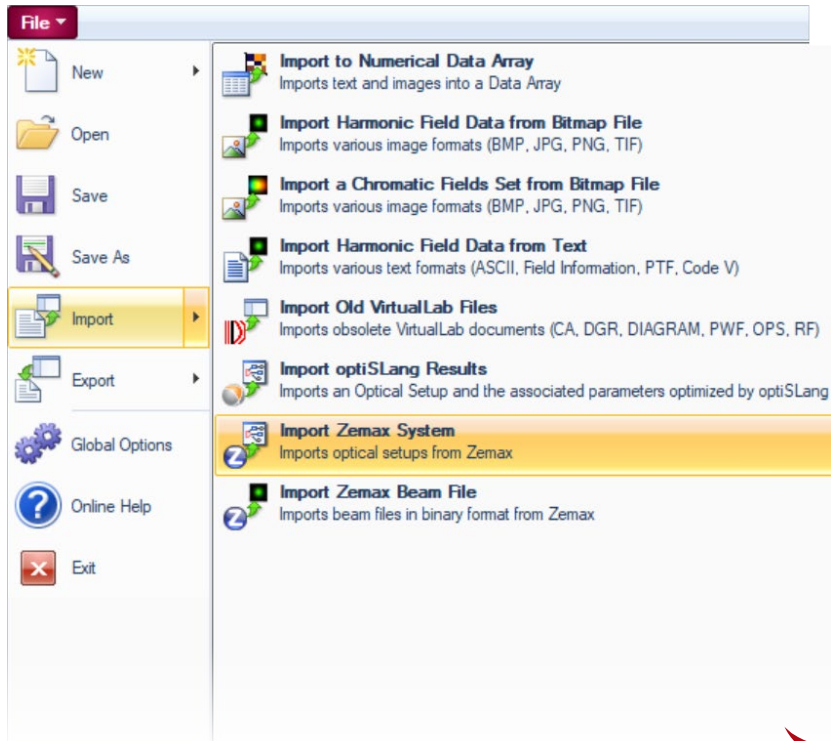 File
New
Open
Save
Save As
Import
Export
Global Options
Online Help
Exit
Import to Numerical Data Array
Imports text and images into a Data Array
Import Harmonic Field Data from Bitmap File
Imports various image formats (BMP, JPG, PNG, TIF)
Import a Chromatic Fields Set from Bitmap File
Imports various image formats (BMP, JPG, PNG, TIF)
Import Harmonic Field Data from Text
Imports various text formats (ASCII, Field Information, PTF, Code V)
Import Old VirtualLab Files
Imports obsolete VirtualLab documents (CA, DGR, DIAGRAM, PWF, OPS, RF)
Import optiSLang Results
Imports an Optical Setup and the associated parameters optimized by optiSLang
Import Zemax System
Imports optical setups from Zemax
Import Zemax Beam File
Imports beam files in binary format from Zemax